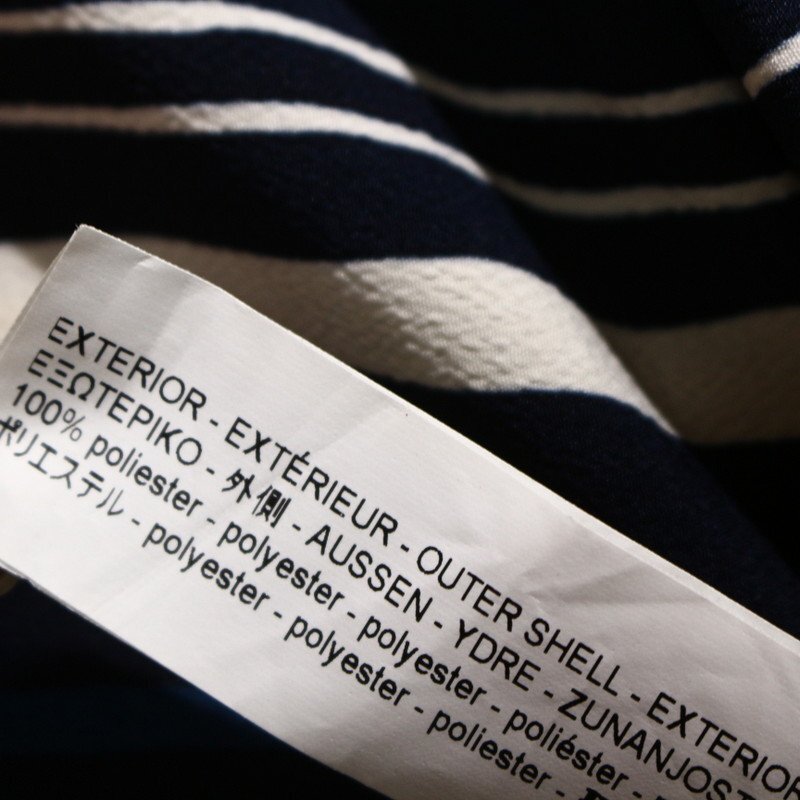 EXTERIOR - EXTÉRIEUR - OUTER SHELL - EXTERIOR
ΕΞΩΤΕΡΙΚΟ - 外側 - AUSSEN - YDRE - ZUNANJOST
100% poliester - polyester - polyester - poliéster -
ポリエステル - polyester - polyester - poliester -